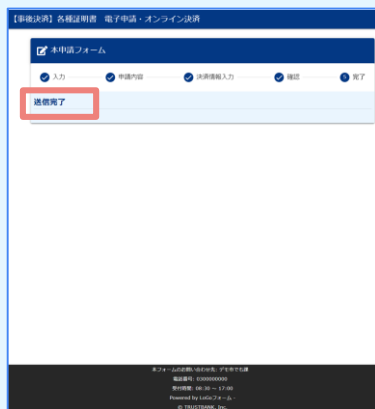 【事後決済】各種証明書 電子申請・オンライン決済
本申請フォーム
入力 申請内容 決済情報入力 確認 5 完了
送信完了
本フォームのお問い合わせ先: デモ市でも課
電話番号: 0300000000
受付時間: 08:30 ～ 17:00
Powered by LoGoフォーム -
© TRUSTBANK, Inc.